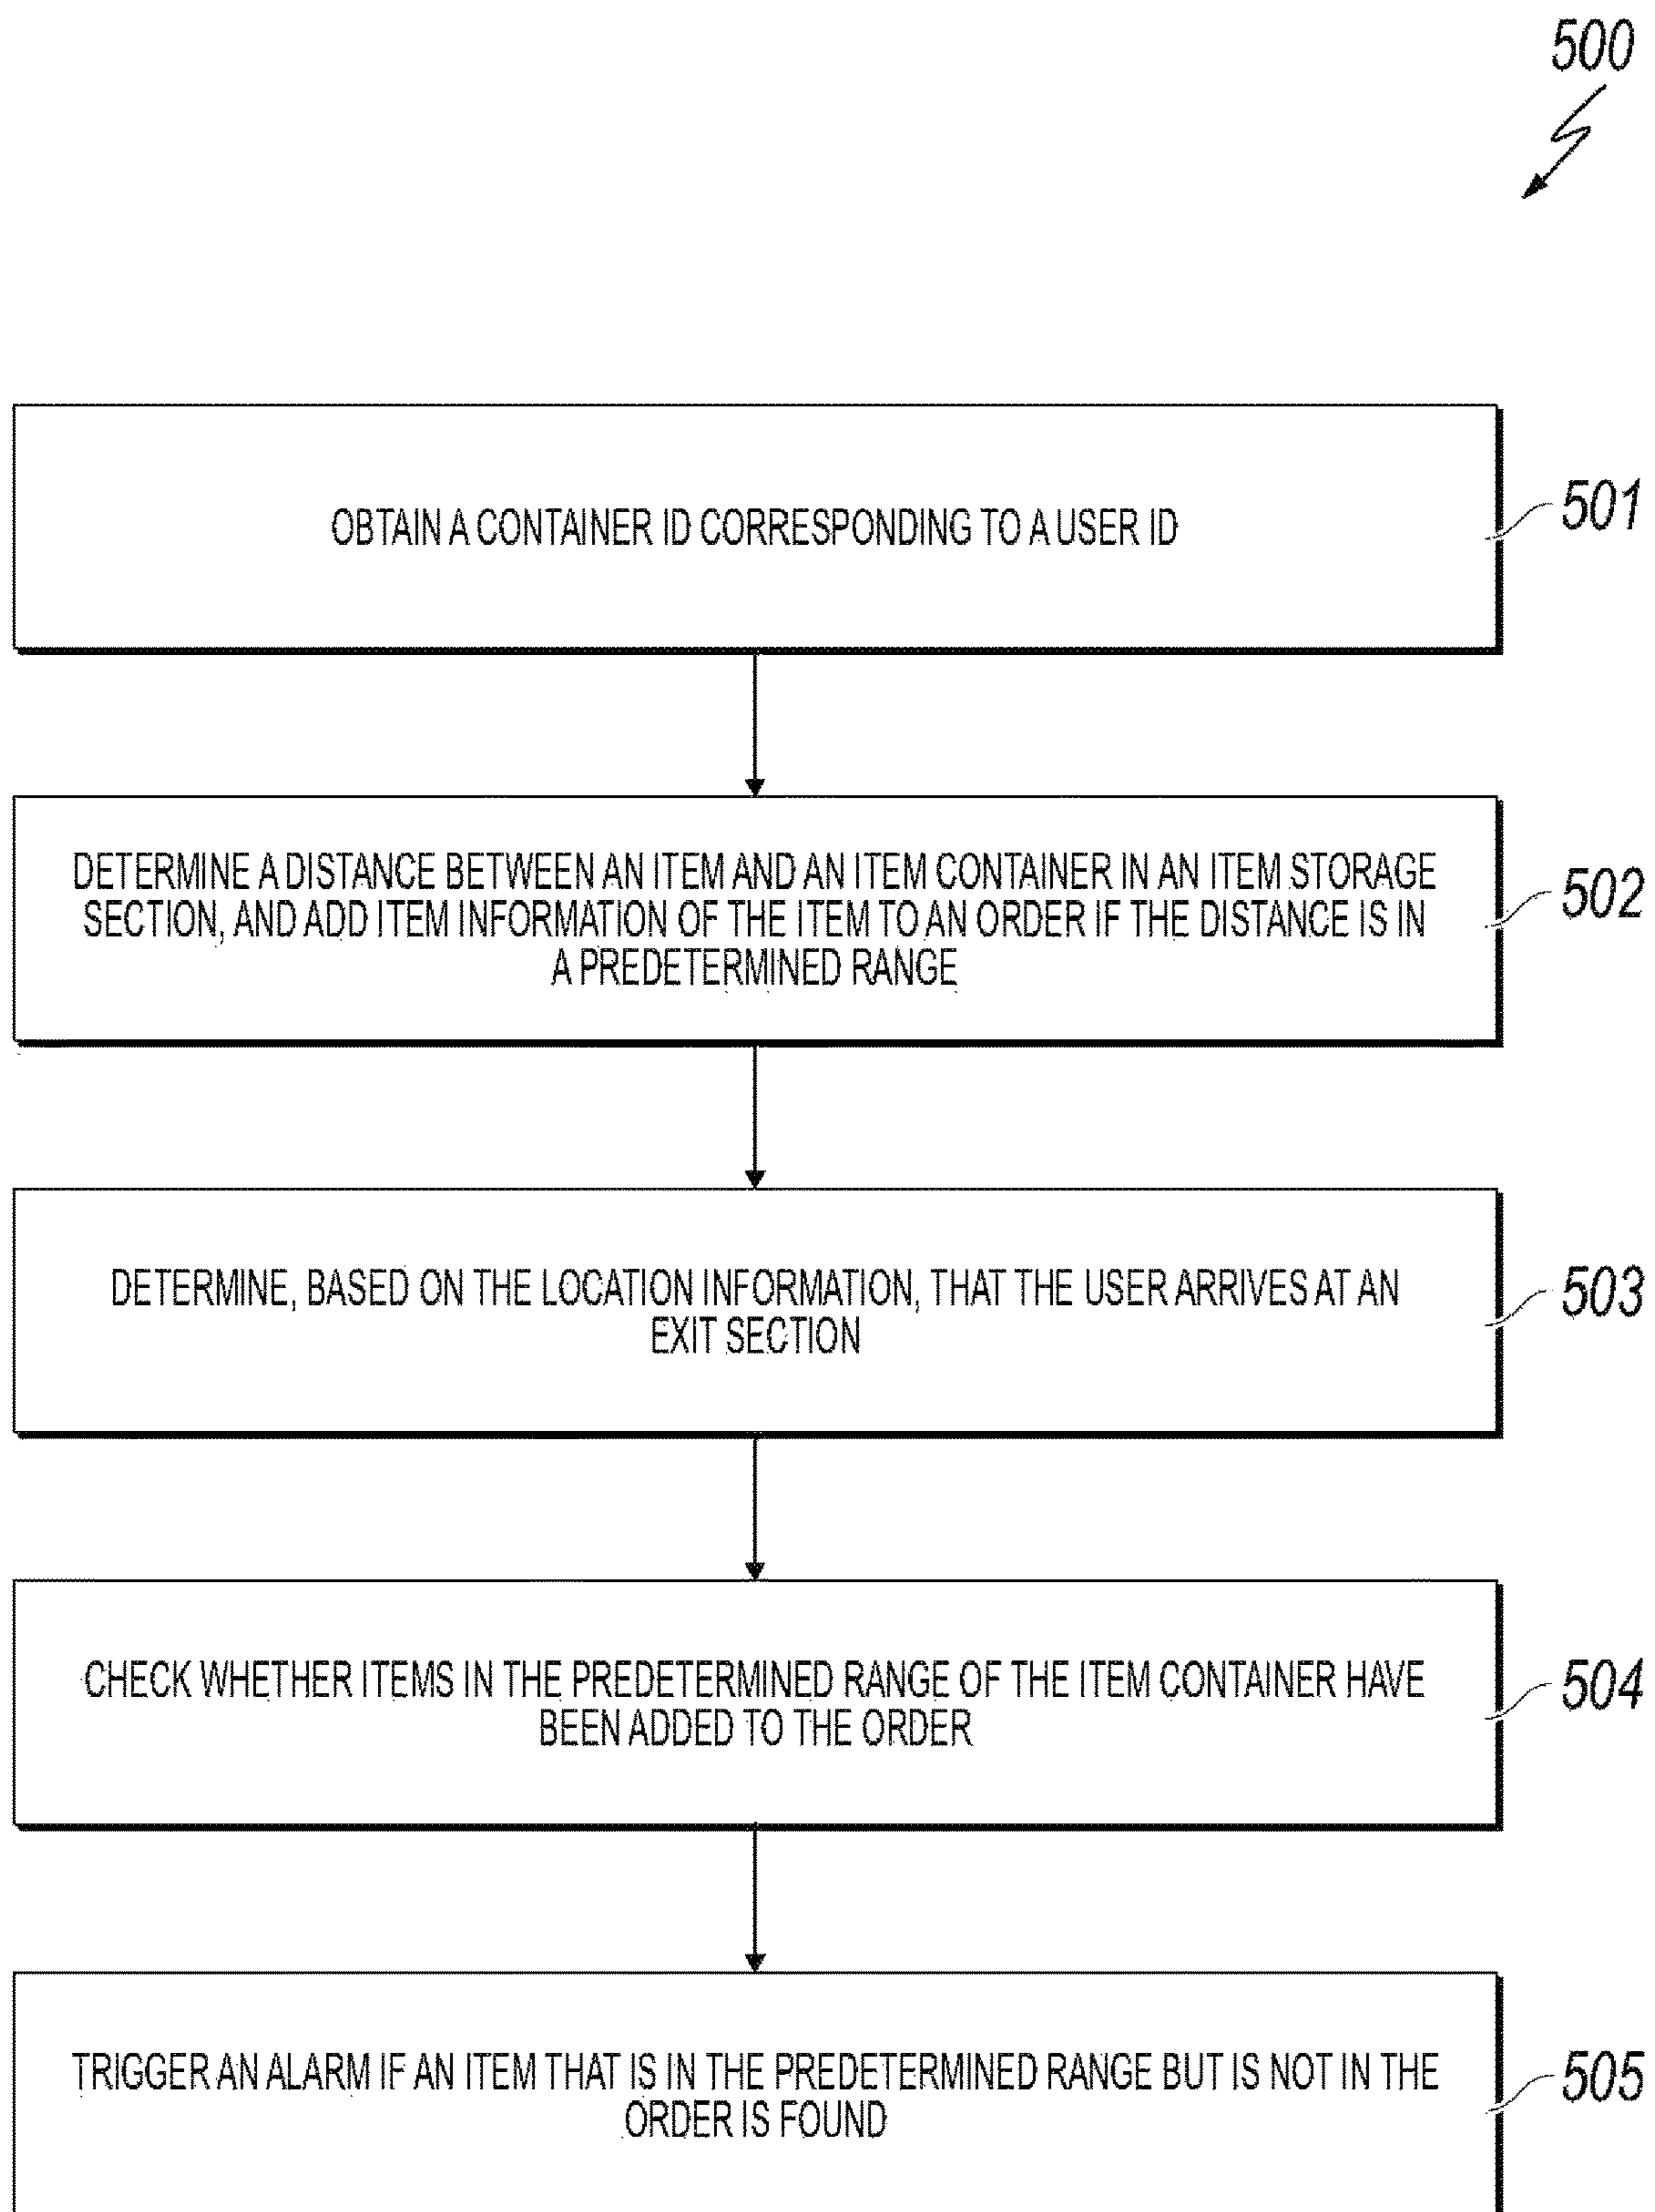 500
OBTAIN A CONTAINER ID CORRESPONDING TO A USER ID
501
DETERMINE A DISTANCE BETWEEN AN ITEM AND AN ITEM CONTAINER IN AN ITEM STORAGE
SECTION, AND ADD ITEM INFORMATION OF THE ITEM TO AN ORDER IF THE DISTANCE IS IN
A PREDETERMINED RANGE
502
DETERMINE, BASED ON THE LOCATION INFORMATION, THAT THE USER ARRIVES AT AN
EXIT SECTION
503
CHECK WHETHER ITEMS IN THE PREDETERMINED RANGE OF THE ITEM CONTAINER HAVE
BEEN ADDED TO THE ORDER
504
TRIGGER AN ALARM IF AN ITEM THAT IS IN THE PREDETERMINED RANGE BUT IS NOT IN THE
ORDER IS FOUND
505